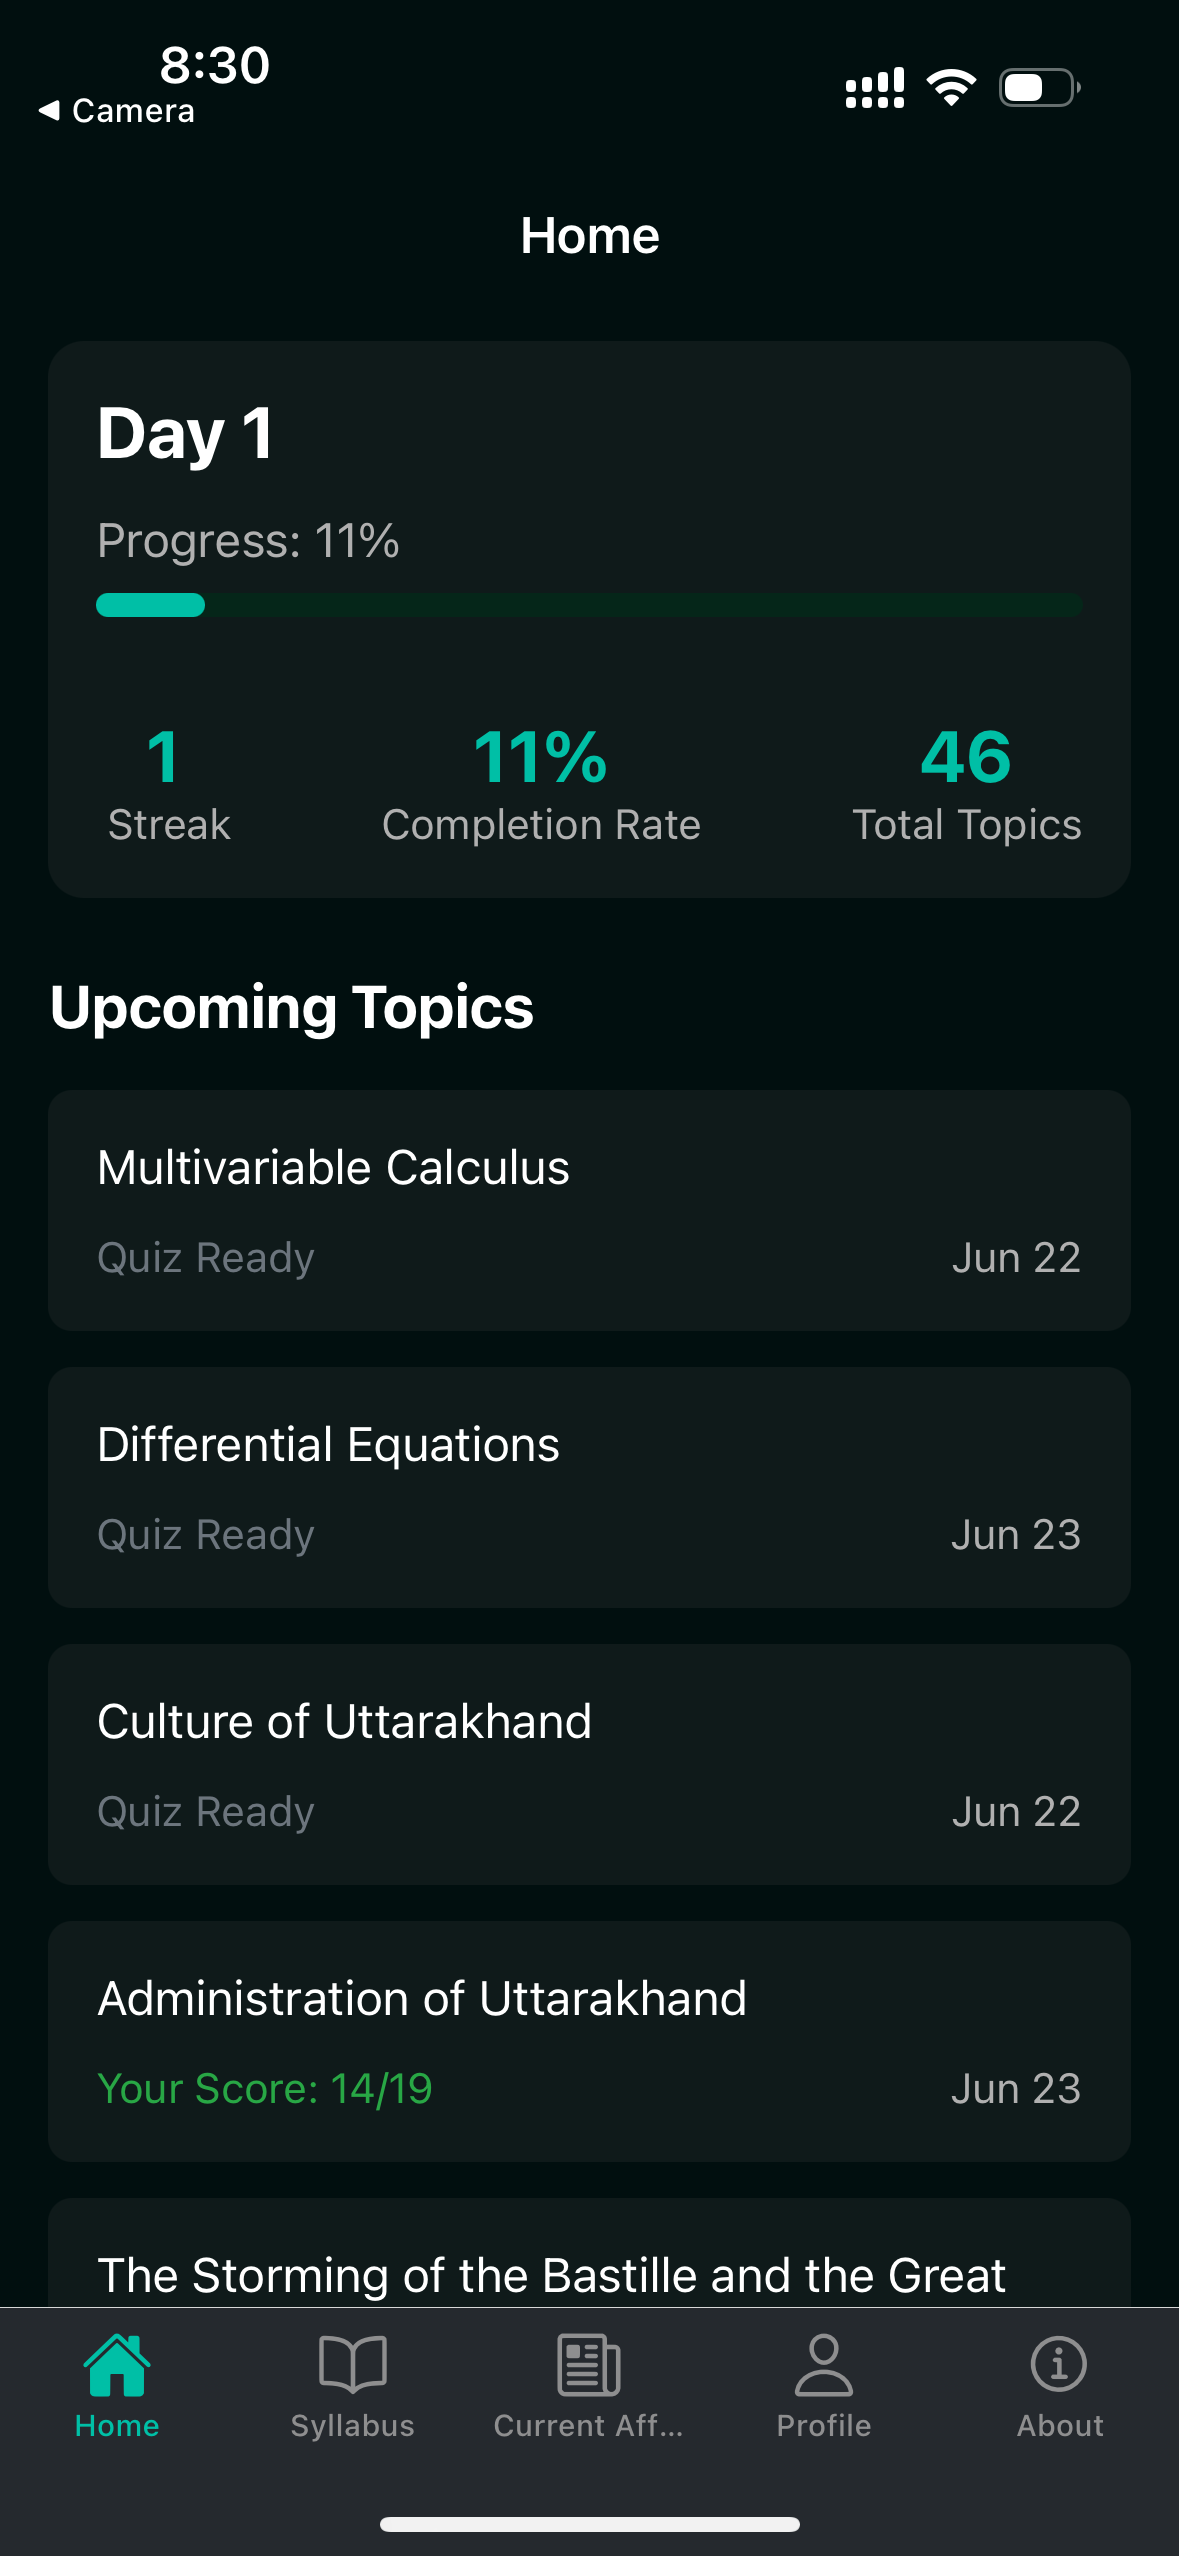 8:30
◀ Camera
Home
Day 1
Progress: 11%
1
Streak
11%
Completion Rate
46
Total Topics
Upcoming Topics
Multivariable Calculus
Quiz Ready
Jun 22
Differential Equations
Quiz Ready
Jun 23
Culture of Uttarakhand
Quiz Ready
Jun 22
Administration of Uttarakhand
Your Score: 14/19
Jun 23
The Storming of the Bastille and the Great
Home
Syllabus
Current Aff...
Profile
About